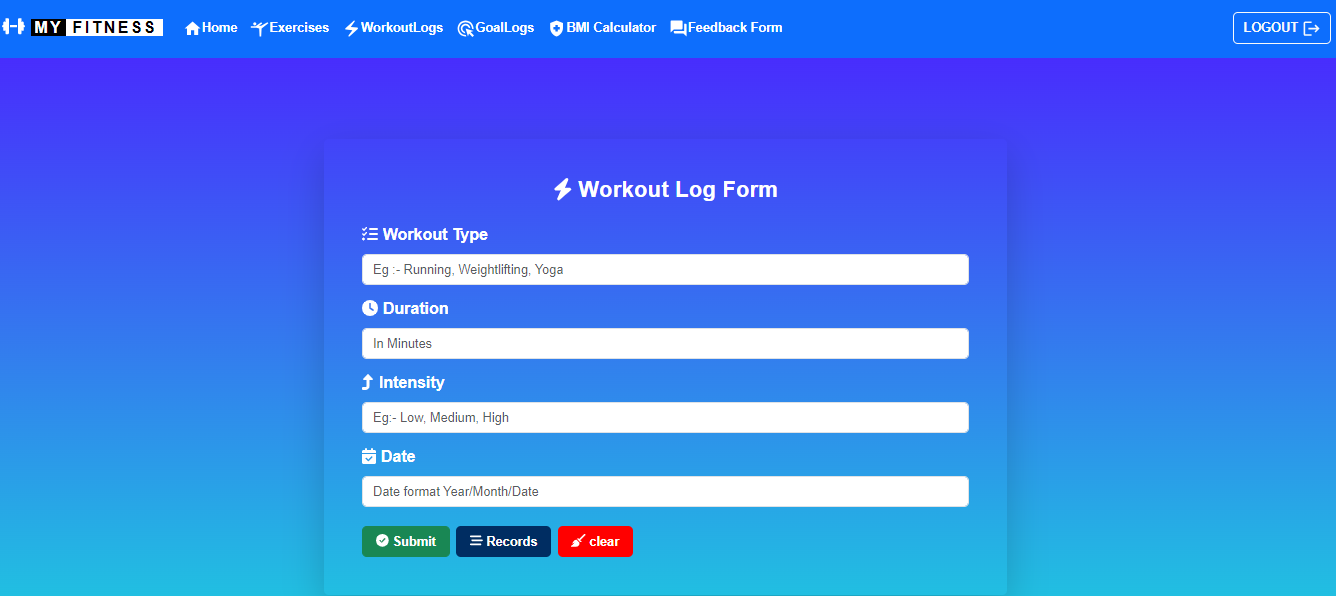 MY FITNESS Home Exercises WorkoutLogs GoalLogs BMI Calculator Feedback Form LOGOUT
Workout Log Form
Workout Type
Eg :- Running, Weightlifting, Yoga
Duration
In Minutes
Intensity
Eg:- Low, Medium, High
Date
Date format Year/Month/Date
Submit Records clear